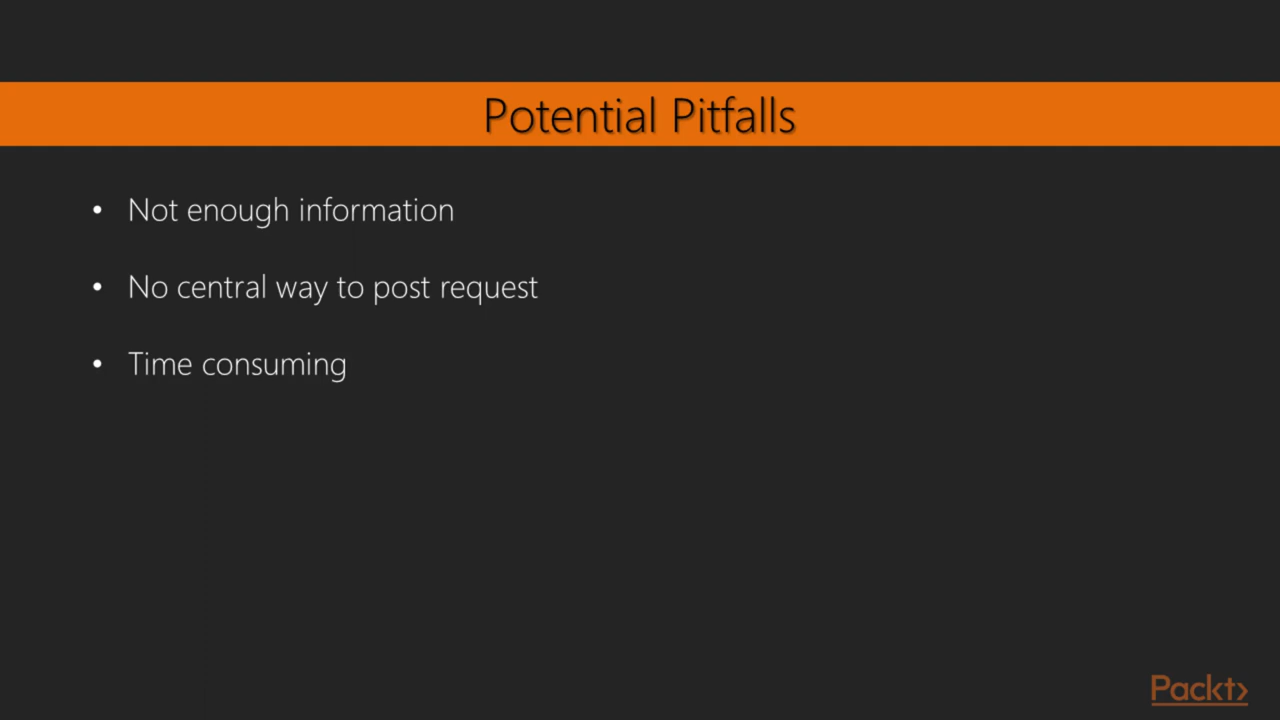 Potential Pitfalls
• Not enough information
• No central way to post request
• Time consuming
Packt>